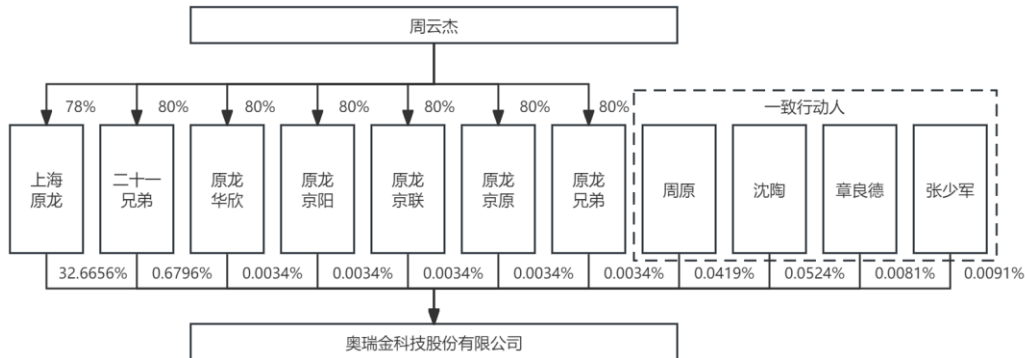 周云杰
78%
80%
80%
80%
80%
80%
80%
一致行动人
上海
原龙
二十一
兄弟
原龙
华欣
原龙
京阳
原龙
京联
原龙
京原
原龙
兄弟
周原
沈陶
章良德
张少军
32.6656%
0.6796%
0.0034%
0.0034%
0.0034%
0.0034%
0.0034%
0.0419%
0.0524%
0.0081%
0.0091%
奥瑞金科技股份有限公司